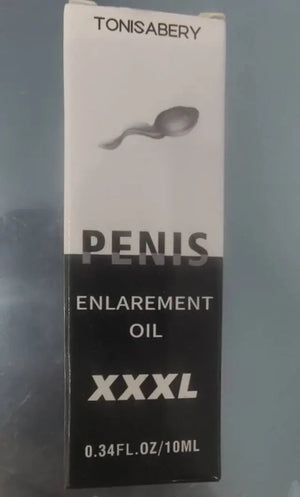 TONISABERY
PENIS
ENLAREMENT
OIL
XXXL
0.34FL.OZ/10ML